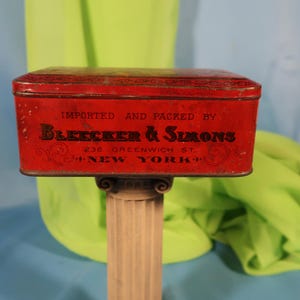 IMPORTED AND PACKED BY
BLEECKER & SIMONS
236 GREENWICH ST.
NEW YORK